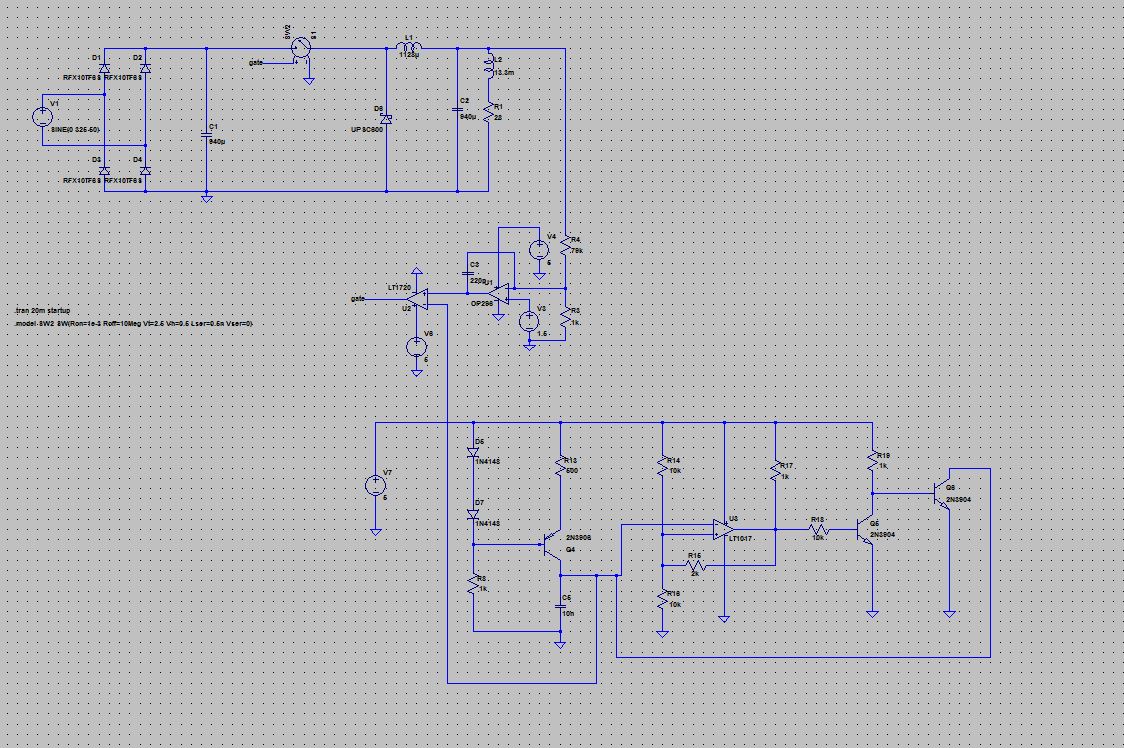 SW2
S1
gate
L1
1123µ
L2
13.3m
D1
D2
RFX10TF6S RFX10TF6S
V1
SINE(0 325 50)
C1
940µ
D6
UPSC600
C2
940µ
R1
23
D3
D4
RFX10TF6S RFX10TF6S
V4
5
R4
79k
C3
220p
U1
OP296
LT1720
gate
U2
V3
1.5
R3
1k
V6
5
.tran 20m startup
.model SW2 SW(Ron=1e-3 Roff=10Meg Vt=2.5 Vh=0.5 Lser=0.5n Vser=0)
D5
1N4148
R13
500
R14
10k
R17
1k
R19
1k
V7
5
D7
1N4148
2N3906
Q4
U3
LT1017
R18
10k
Q5
2N3904
Q6
2N3904
R15
2k
R8
1k
C5
10n
R16
10k